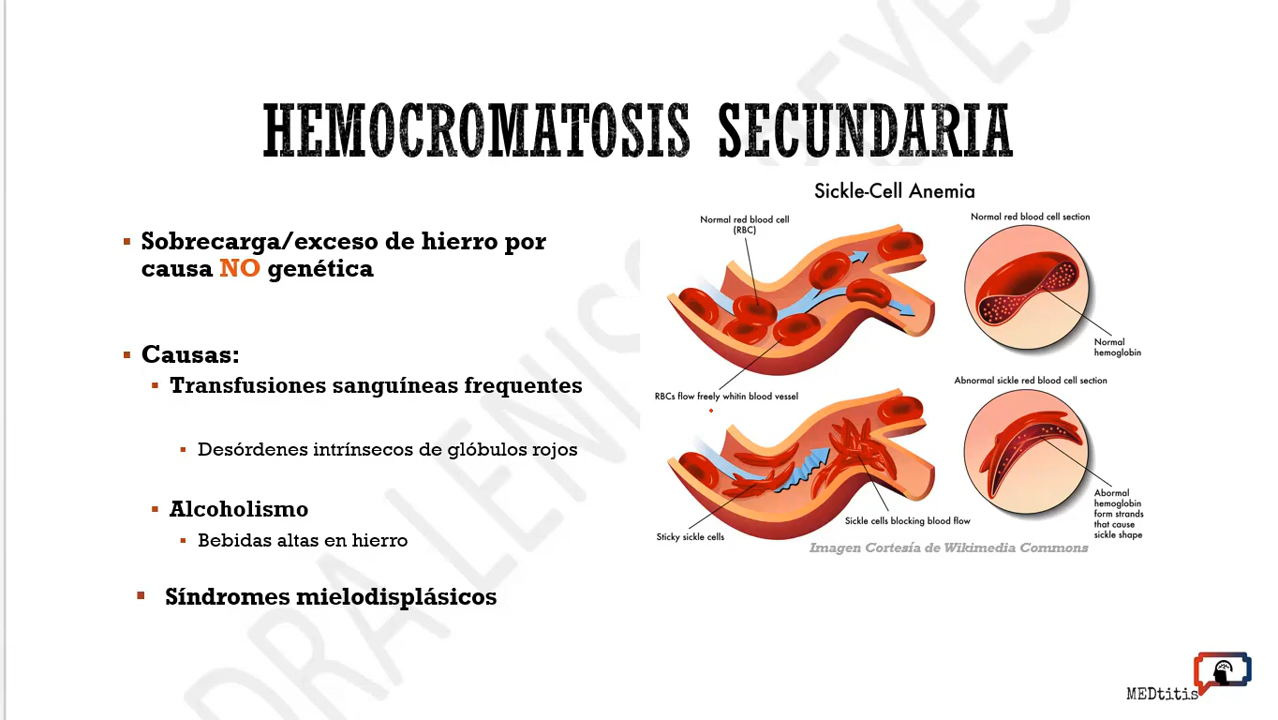 HEMOCROMATOSIS SECUNDARIA
▪ Sobrecarga/exceso de hierro por
causa NO genética
▪ Causas:
▪ Transfusiones sanguíneas frequentes
▪ Desórdenes intrínsecos de glóbulos rojos
▪ Alcoholismo
▪ Bebidas altas en hierro
▪ Síndromes mielodisplásicos
Sickle-Cell Anemia
Normal red blood cell
(RBC)
Normal red blood cell section
Normal
hemoglobin
RBCs flow freely whitin blood vessel
Abnormal sickle red blood cell section
Sticky sickle cells
Sickle cells blocking blood flow
Abormal
hemoglobin
form strands
that cause
sickle shape
Imagen Cortesía de Wikimedia Commons
MEDtitis